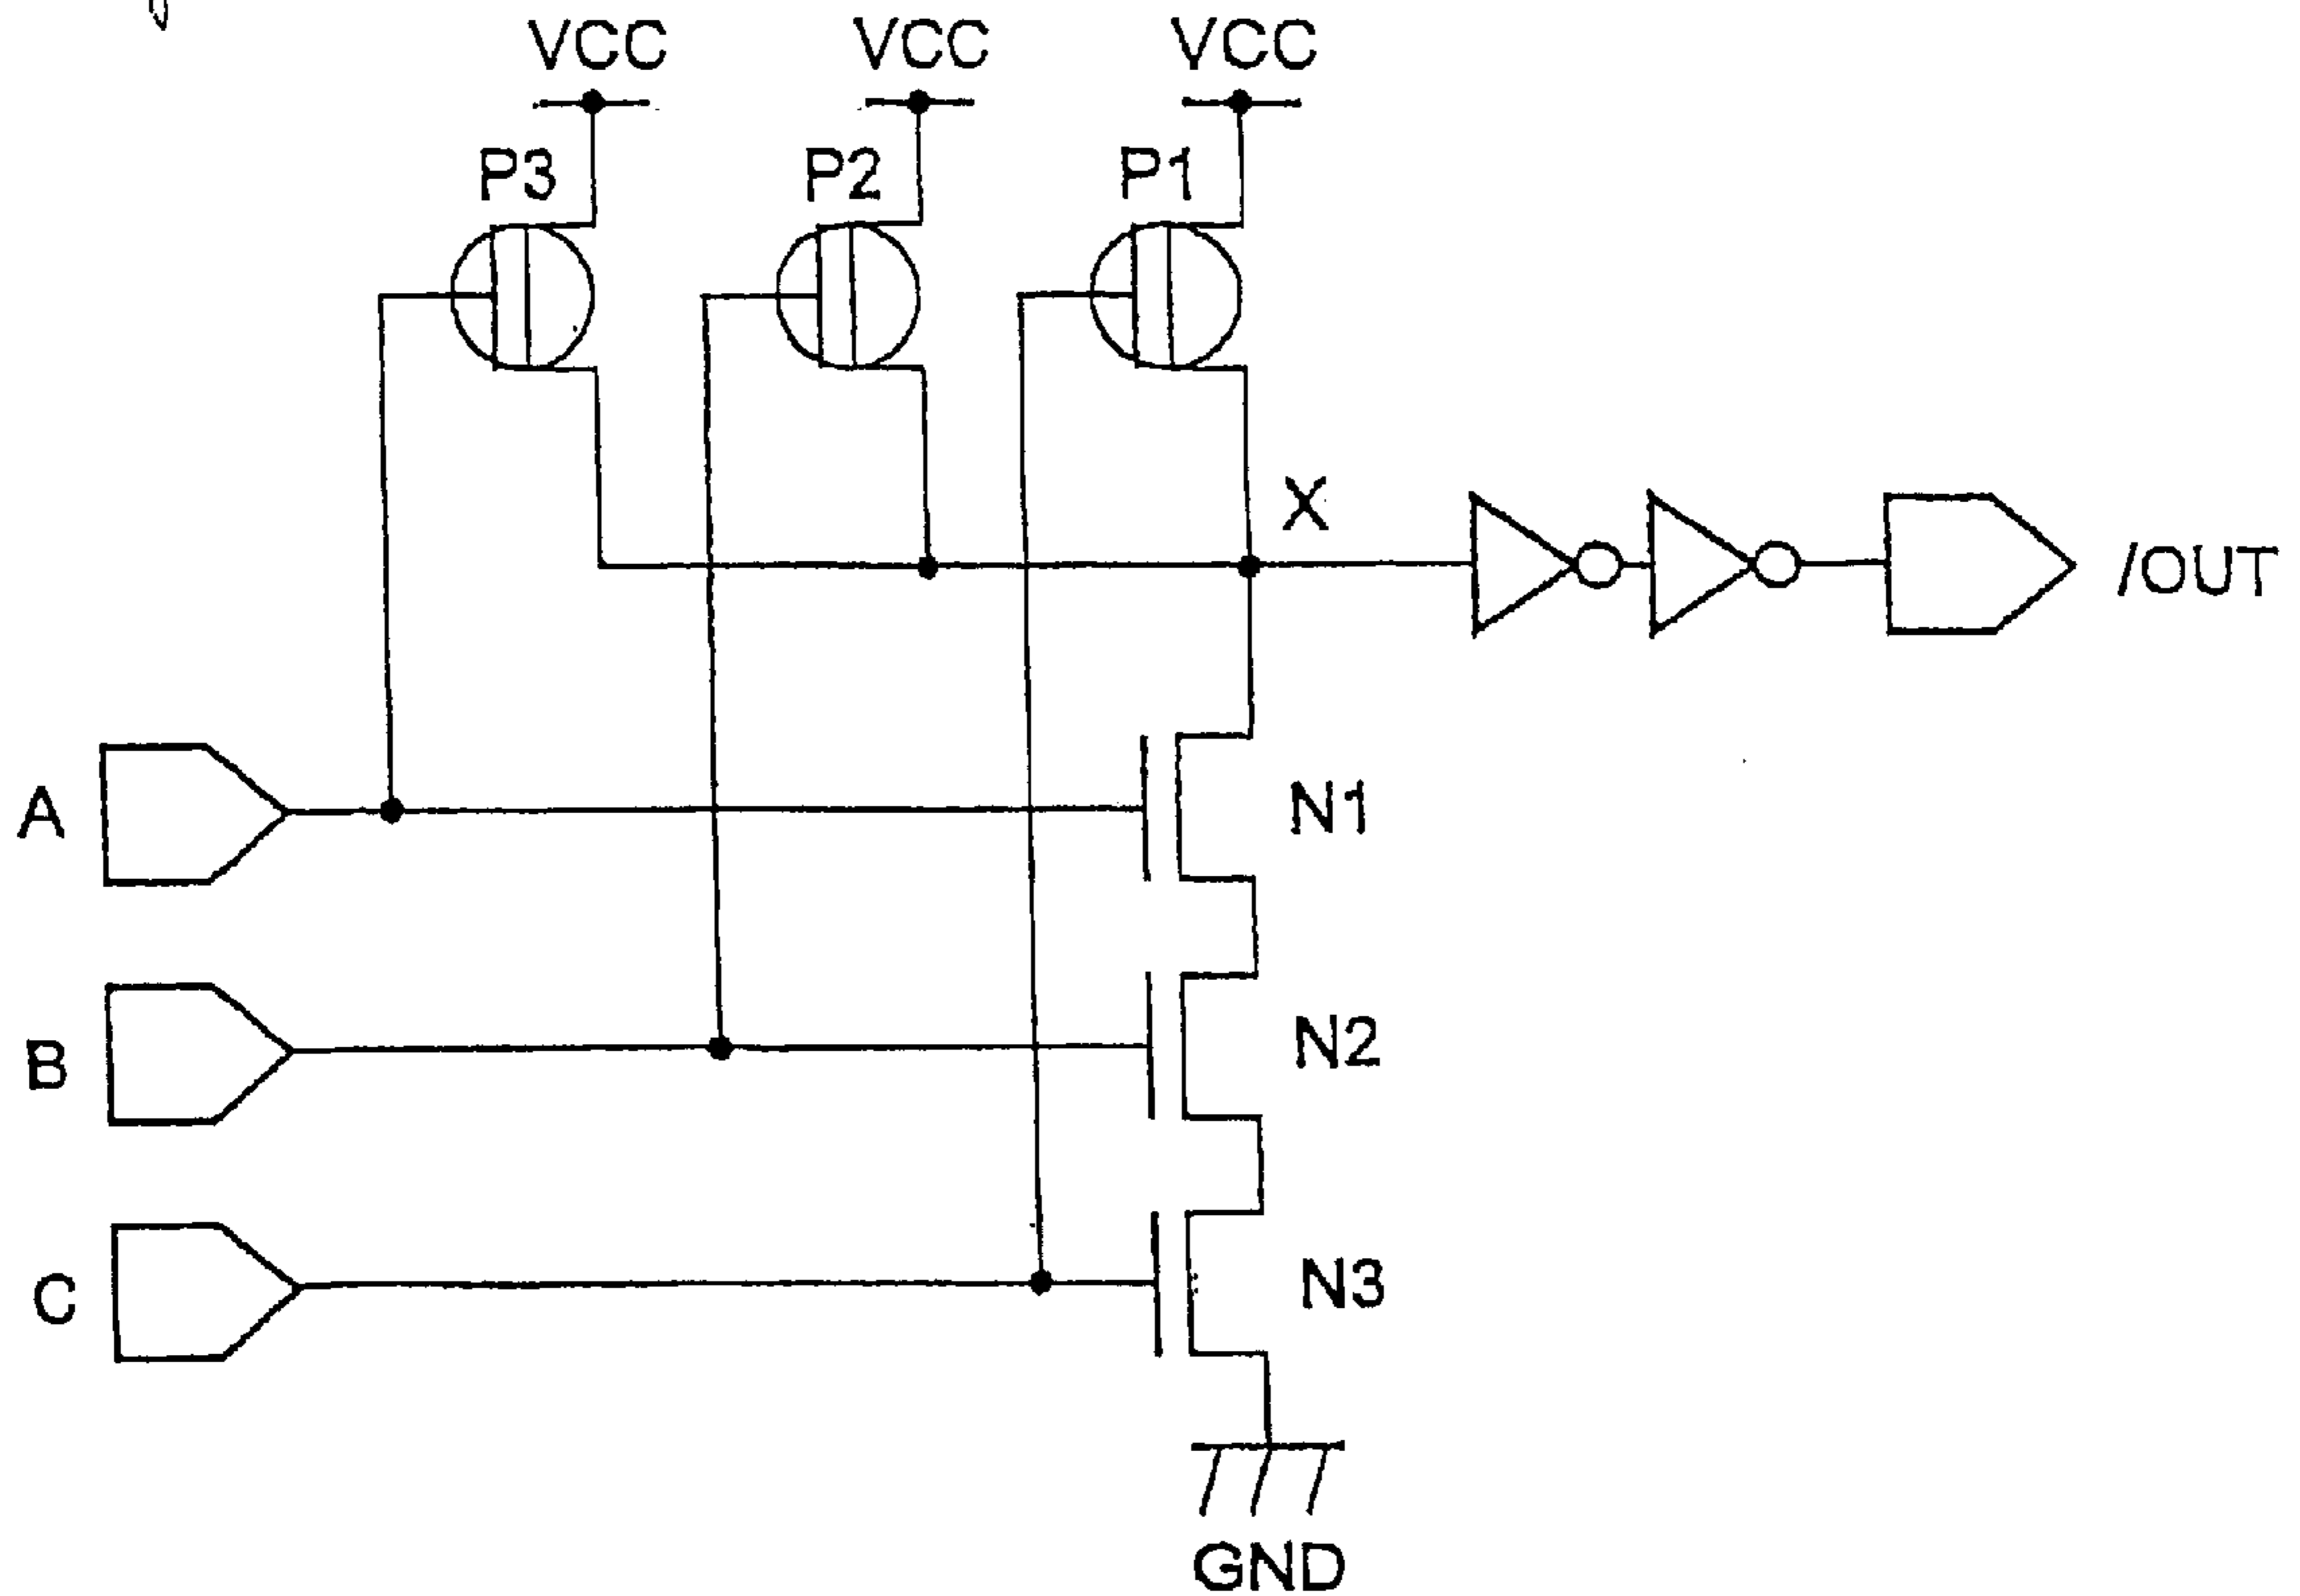 VCC VCC VCC
P3 P2 P1
X
/OUT
A N1
B N2
C N3
GND